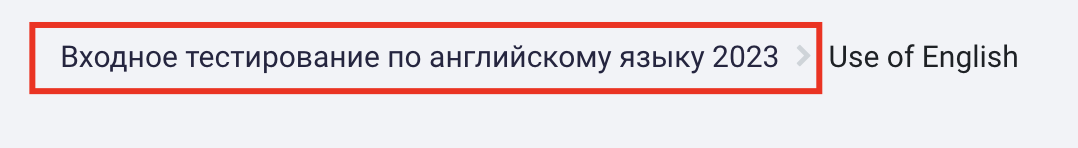 Входное тестирование по английскому языку 2023 > Use of English